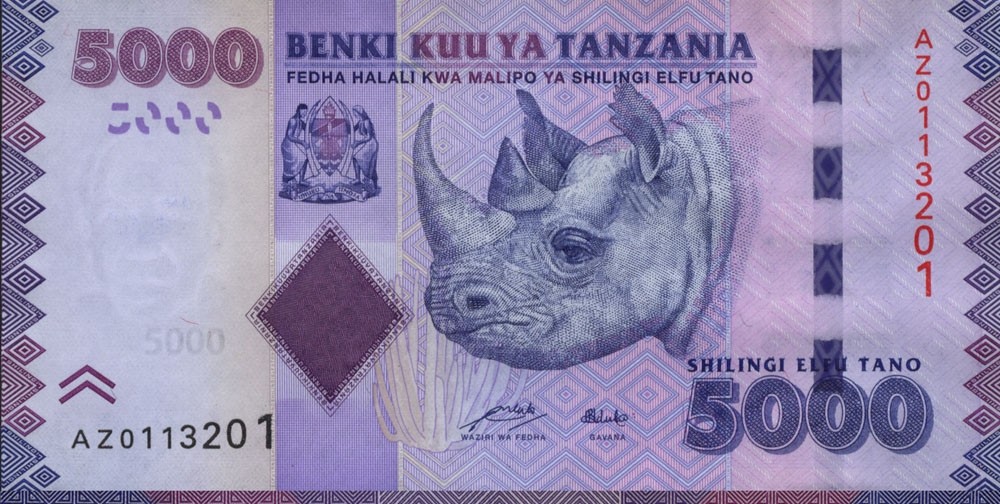 5000
BENKI KUU YA TANZANIA
FEDHA HALALI KWA MALIPO YA SHILINGI ELFU TANO
5000
AZ0113201
5000
SHILINGI ELFU TANO
5000
AZ0113201
WAZIRI WA FEDHA
GAVANA